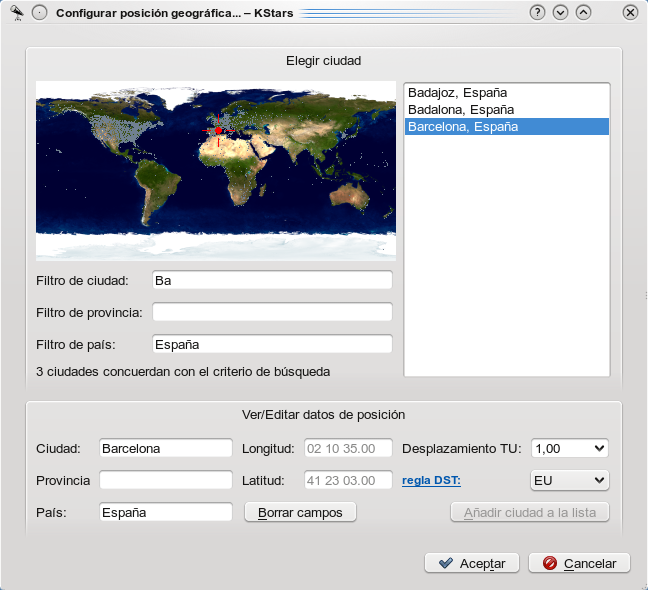 Configurar posición geográfica... – KStars
Elegir ciudad
Badajoz, España
Badalona, España
Barcelona, España
Filtro de ciudad: Ba
Filtro de provincia:
Filtro de país: España
3 ciudades concuerdan con el criterio de búsqueda
Ver/Editar datos de posición
Ciudad: Barcelona Longitud: 02 10 35.00 Desplazamiento TU: 1,00
Provincia Latitud: 41 23 03.00 regla DST: EU
País: España Borrar campos Añadir ciudad a la lista
Aceptar Cancelar